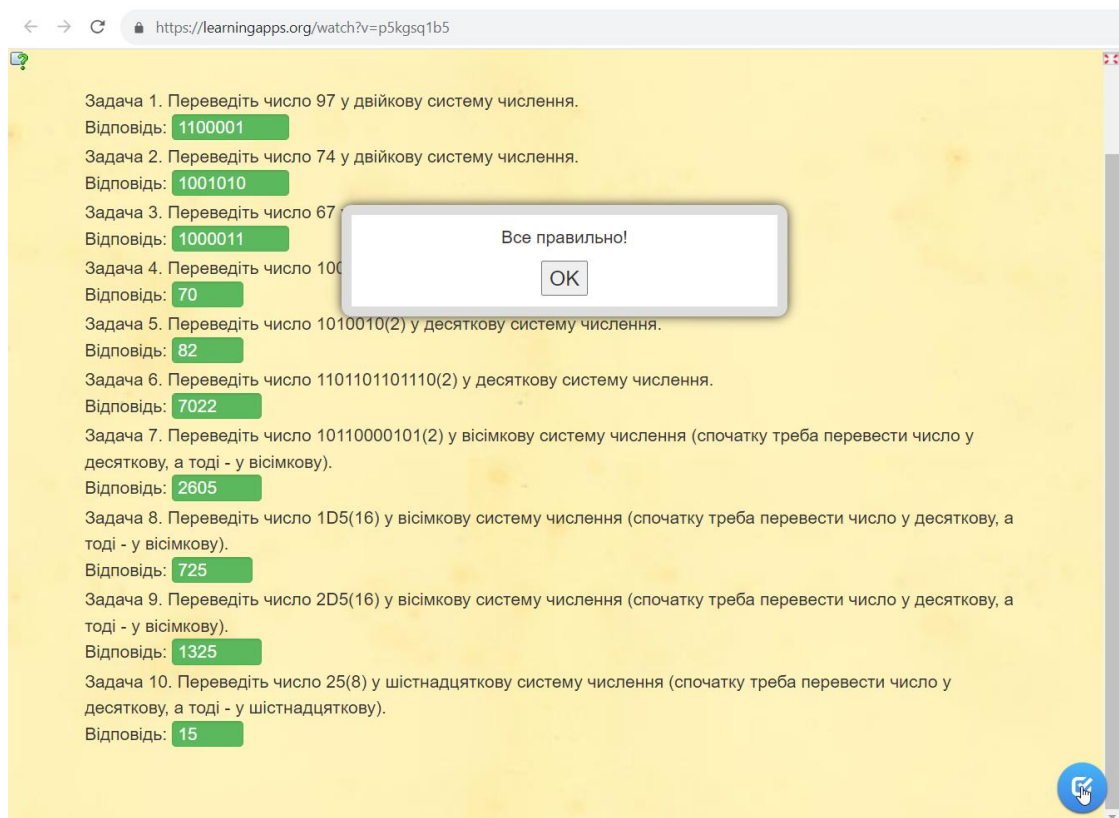 https://learningapps.org/watch?v=p5kgsq1b5
Задача 1. Переведіть число 97 у двійкову систему числення.
Відповідь: 1100001
Задача 2. Переведіть число 74 у двійкову систему числення.
Відповідь: 1001010
Задача 3. Переведіть число 67
Відповідь: 1000011
Все правильно!
OK
Задача 4. Переведіть число 100
Відповідь: 70
Задача 5. Переведіть число 1010010(2) у десяткову систему числення.
Відповідь: 82
Задача 6. Переведіть число 1101101101110(2) у десяткову систему числення.
Відповідь: 7022
Задача 7. Переведіть число 10110000101(2) у вісімкову систему числення (спочатку треба перевести число у
десяткову, а тоді - у вісімкову).
Відповідь: 2605
Задача 8. Переведіть число 1D5(16) у вісімкову систему числення (спочатку треба перевести число у десяткову, а
тоді - у вісімкову).
Відповідь: 725
Задача 9. Переведіть число 2D5(16) у вісімкову систему числення (спочатку треба перевести число у десяткову, а
тоді - у вісімкову).
Відповідь: 1325
Задача 10. Переведіть число 25(8) у шістнадцяткову систему числення (спочатку треба перевести число у
десяткову, а тоді - у шістнадцяткову).
Відповідь: 15